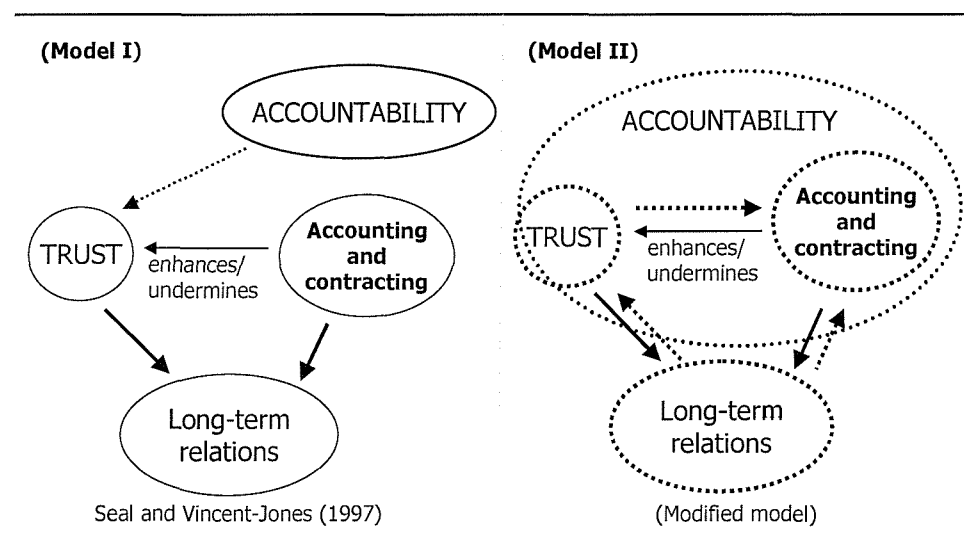 (Model I)
ACCOUNTABILITY
TRUST
enhances/
undermines
Accounting
and
contracting
Long-term
relations
Seal and Vincent-Jones (1997)
(Model II)
ACCOUNTABILITY
TRUST
enhances/
undermines
Accounting
and
contracting
Long-term
relations
(Modified model)